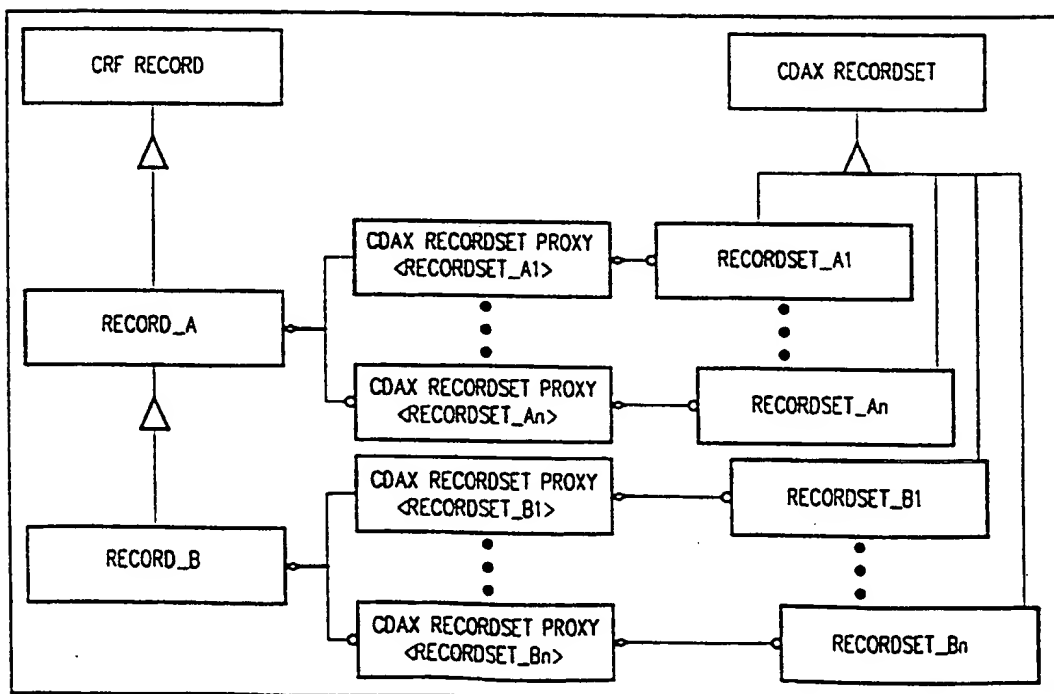 CRF RECORD
CDAX RECORDSET
CDAX RECORDSET PROXY
<RECORDSET_A1>
RECORDSET_A1
RECORD_A
CDAX RECORDSET PROXY
<RECORDSET_An>
RECORDSET_An
CDAX RECORDSET PROXY
<RECORDSET_B1>
RECORDSET_B1
RECORD_B
CDAX RECORDSET PROXY
<RECORDSET_Bn>
RECORDSET_Bn